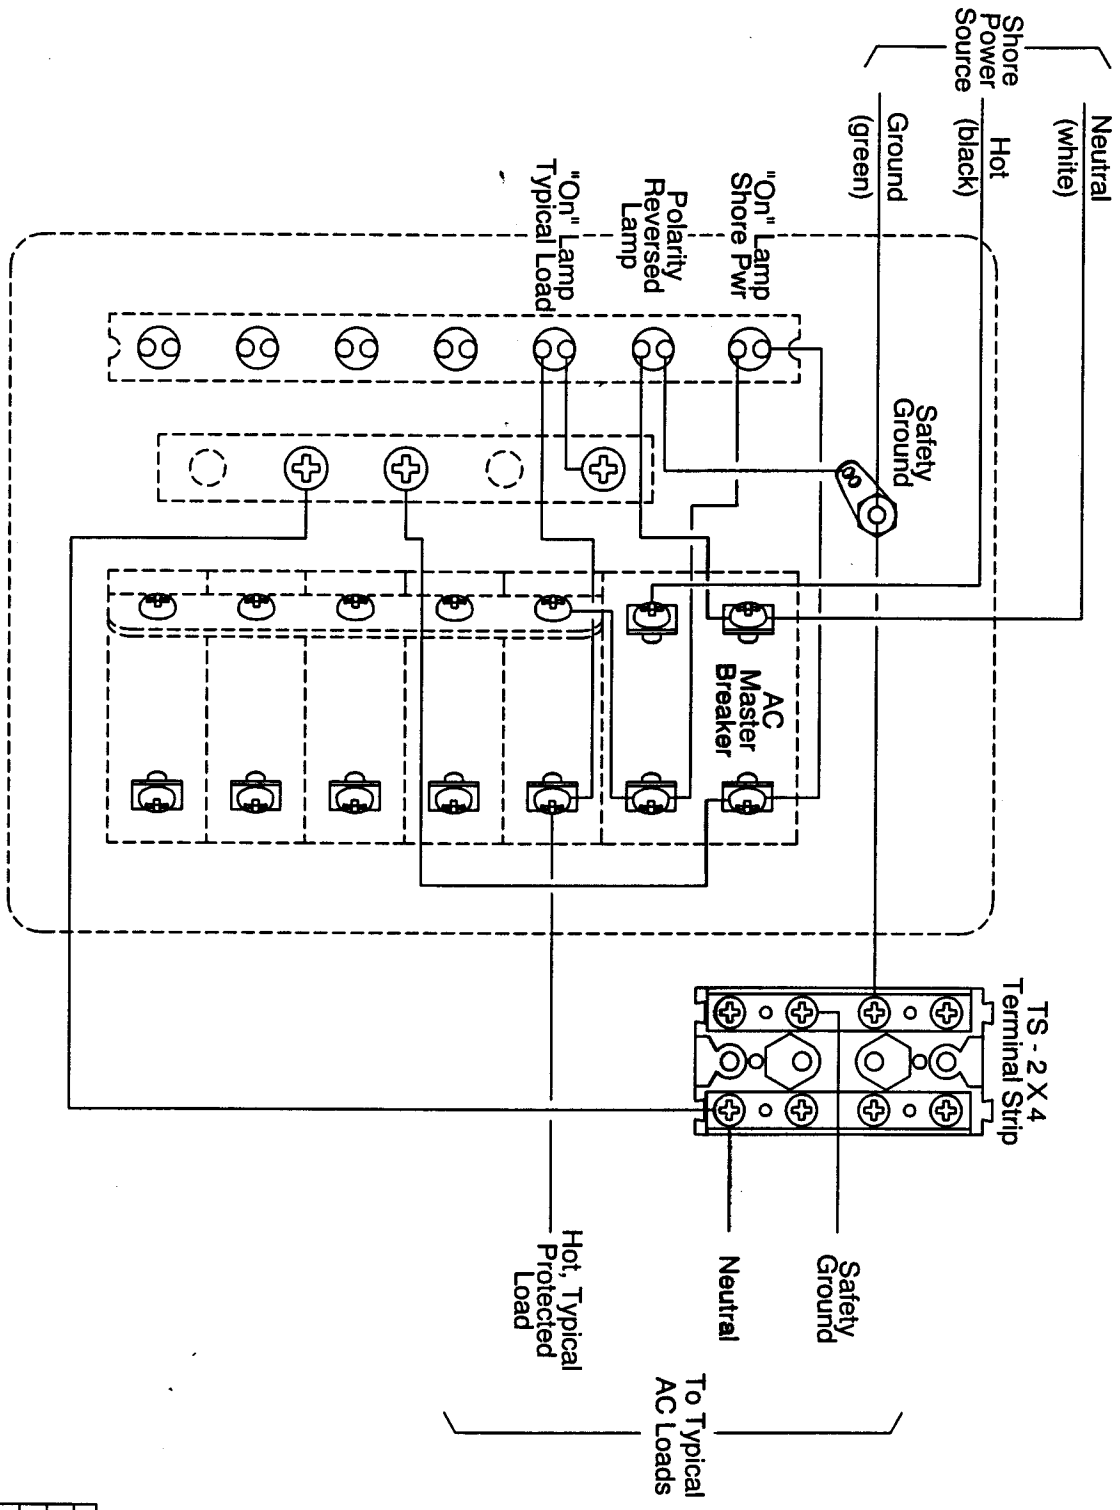 Shore
Power
Source
Neutral
(white)
Hot
(black)
Ground
(green)
"On" Lamp
Shore Pwr
Polarity
Reversed
Lamp
"On" Lamp
Typical Load
Safety
Ground
AC
Master
Breaker
TS - 2 X 4
Terminal Strip
Safety
Ground
Neutral
Hot, Typical
Protected
Load
To Typical
AC Loads